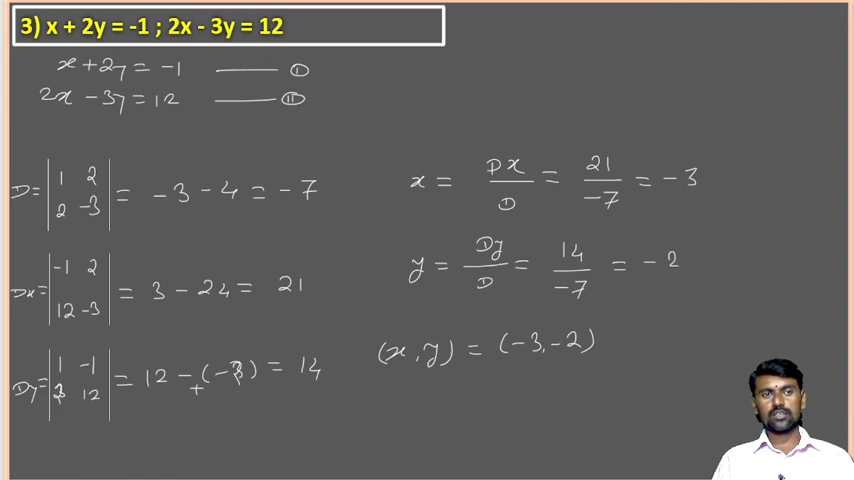 3) x + 2y = -1 ; 2x - 3y = 12
x + 2y = -1 ——— (I)
2x - 3y = 12 ——— (II)
D = | 1 2 | = -3 - 4 = -7
| 2 -3 |
Dx = | -1 2 | = 3 - 24 = 21
| 12 -3 |
Dy = | 1 -1 | = 12 - (-2) = 14
| 2 12 | +
x = Dx / D = 21 / -7 = -3
y = Dy / D = 14 / -7 = -2
(x, y) = (-3, -2)